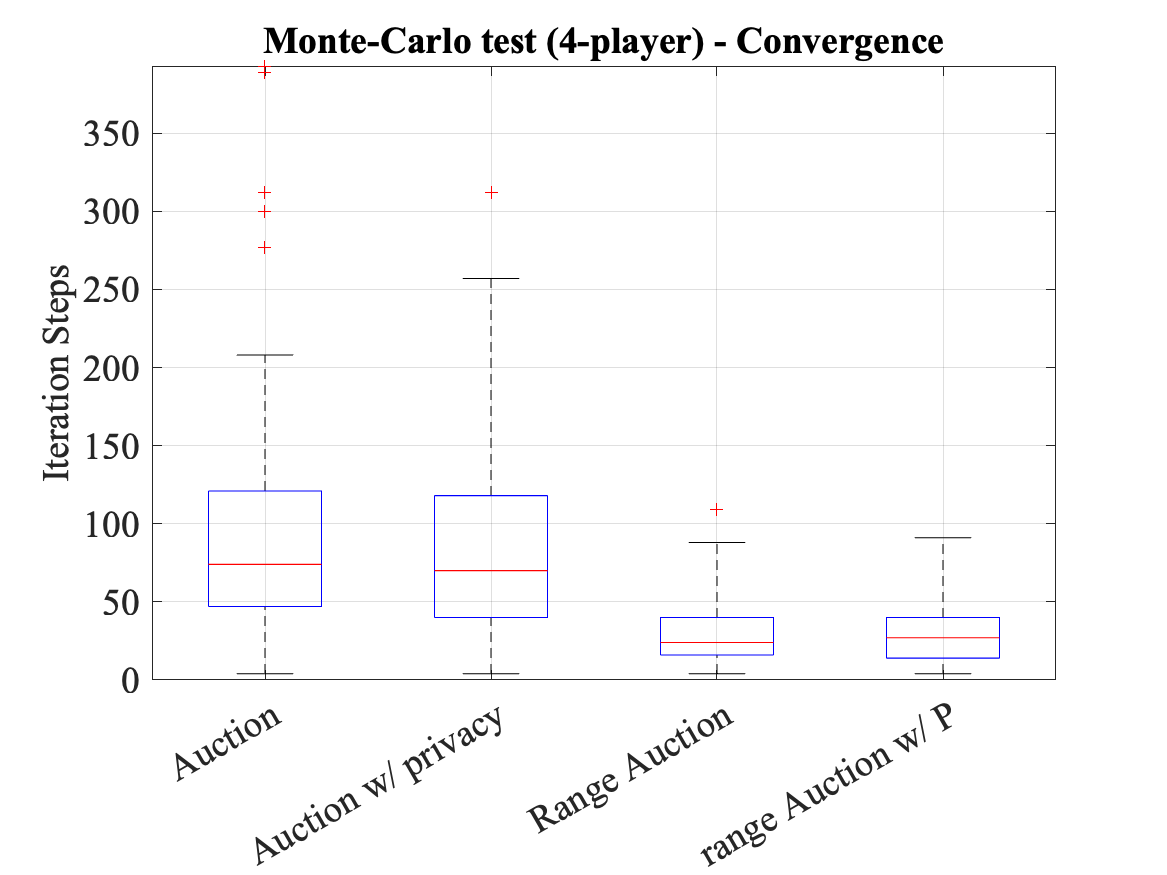 Monte-Carlo test (4-player) - Convergence
350
300
250
200
150
100
50
0
Iteration Steps
Auction
Auction w/ privacy
Range Auction
range Auction w/ P